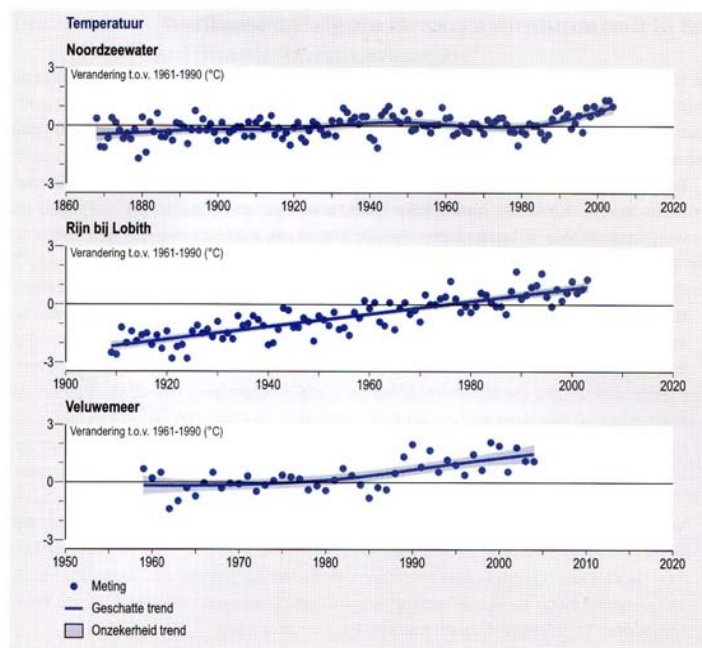 Temperatuur
Noordzeewater
3
Verandering t.o.v. 1961-1990 (°C)
0
-3
1860 1880 1900 1920 1940 1960 1980 2000 2020
Rijn bij Lobith
3
Verandering t.o.v. 1961-1990 (°C)
0
-3
1900 1920 1940 1960 1980 2000 2020
Veluwemeer
3
Verandering t.o.v. 1961-1990 (°C)
0
-3
1950 1960 1970 1980 1990 2000 2010 2020
Meting
Geschatte trend
Onzekerheid trend